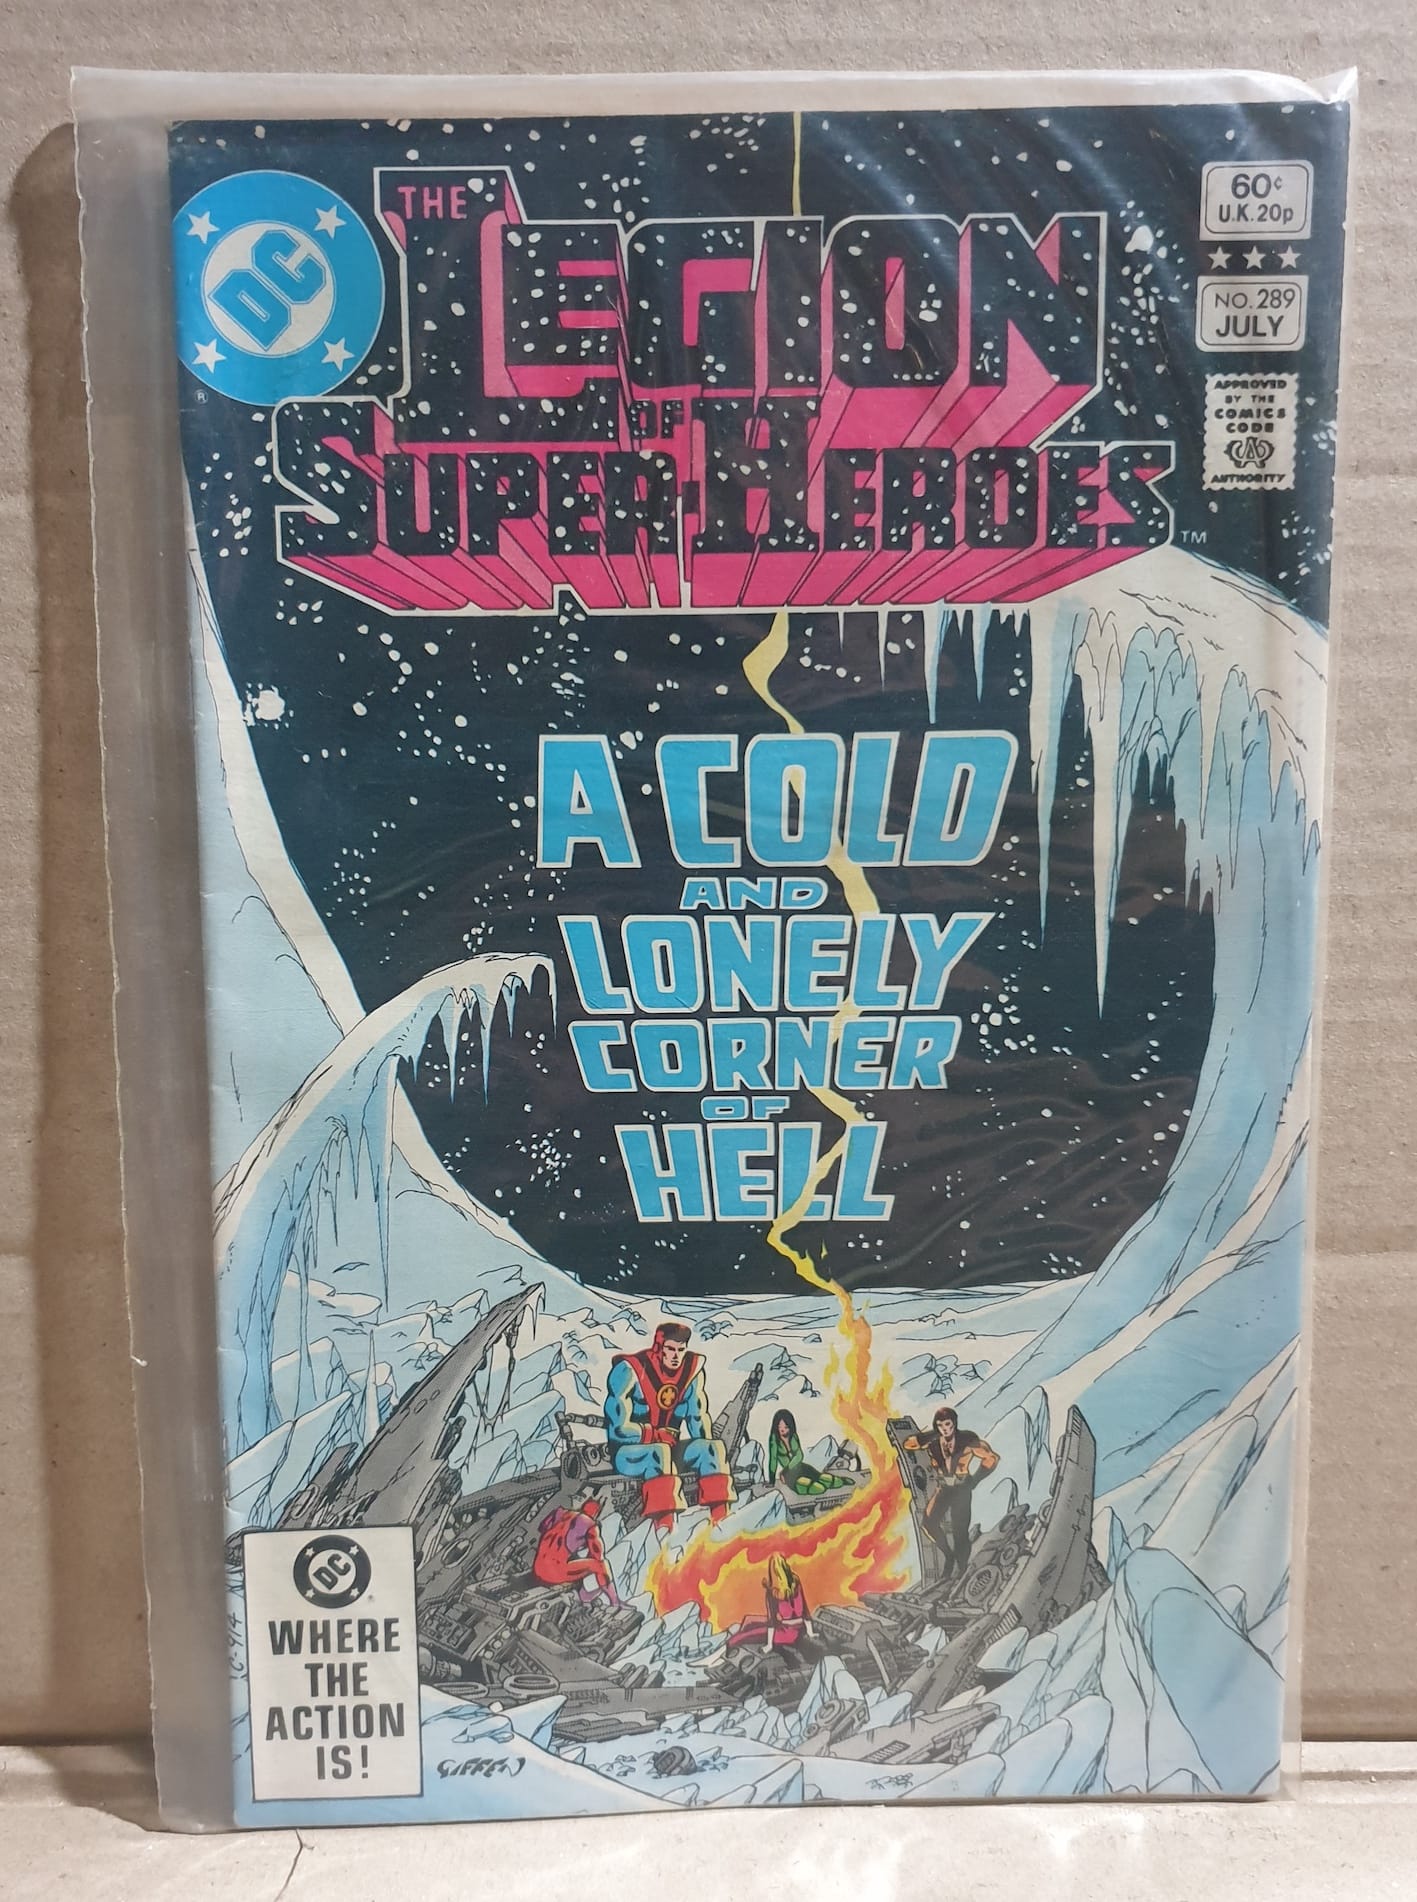 THE
LEGION
OF
SUPER-HEROES
TM
DC
®
60¢
U.K. 20p
NO. 289
JULY
APPROVED
BY THE
COMICS
CODE
CA
AUTHORITY
A COLD
AND
LONELY
CORNER
OF
HELL
DC
WHERE
THE
ACTION
IS!
GIFFEN